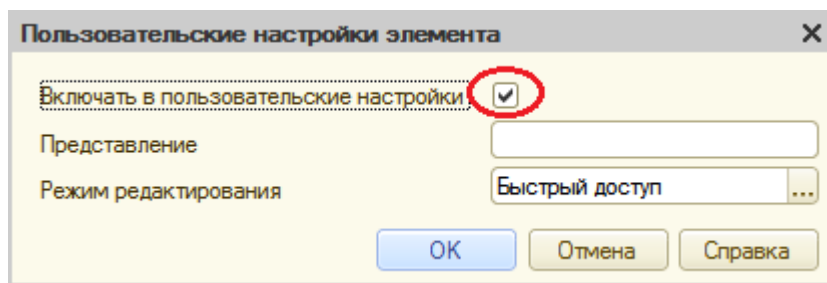 Пользовательские настройки элемента
Включать в пользовательские настройки
Представление
Режим редактирования
Быстрый доступ
...
OK
Отмена
Справка